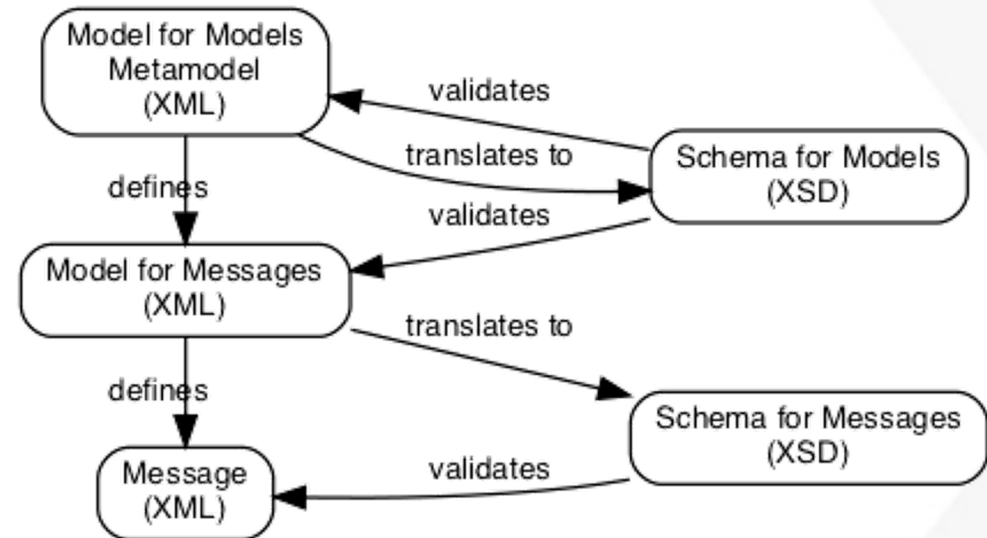 Model for Models
Metamodel
(XML)
validates
translates to
Schema for Models
(XSD)
defines
validates
Model for Messages
(XML)
translates to
defines
Schema for Messages
(XSD)
Message
(XML)
validates